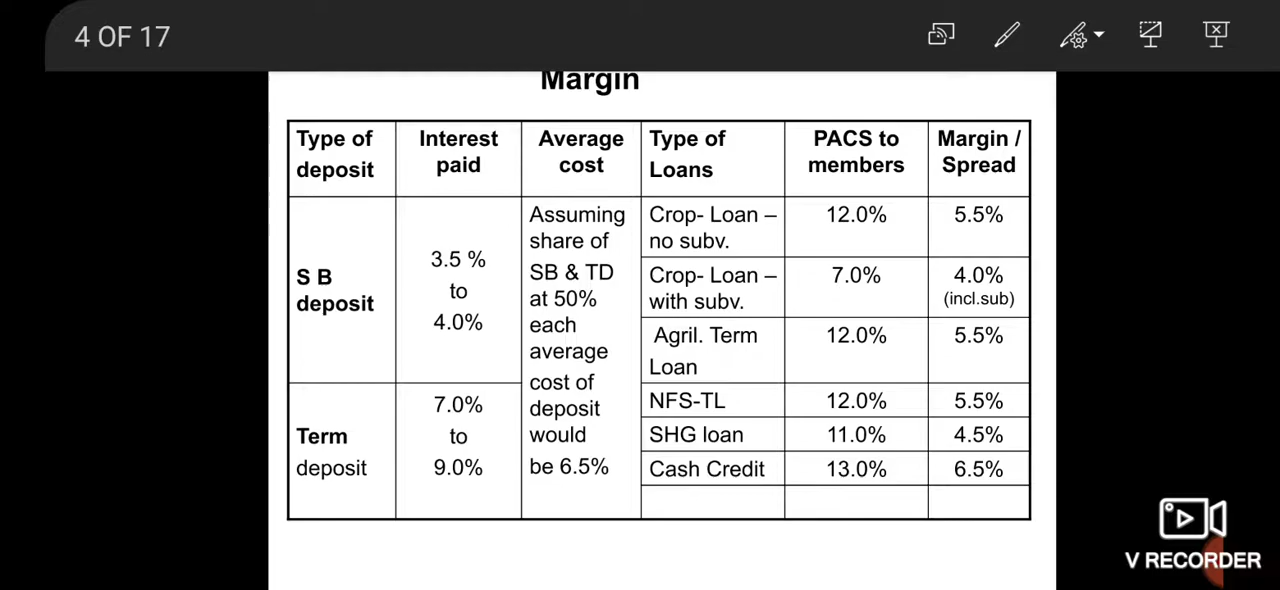 4 OF 17
Margin
Type of
deposit
Interest
paid
Average
cost
Type of
Loans
PACS to
members
Margin /
Spread
S B
deposit
3.5 %
to
4.0%
Assuming
share of
SB & TD
at 50%
each
average
cost of
deposit
would
be 6.5%
Crop- Loan –
no subv.
12.0%
5.5%
Crop- Loan –
with subv.
7.0%
4.0%
(incl.sub)
Agril. Term
Loan
12.0%
5.5%
Term
deposit
7.0%
to
9.0%
NFS-TL
12.0%
5.5%
SHG loan
11.0%
4.5%
Cash Credit
13.0%
6.5%
V RECORDER